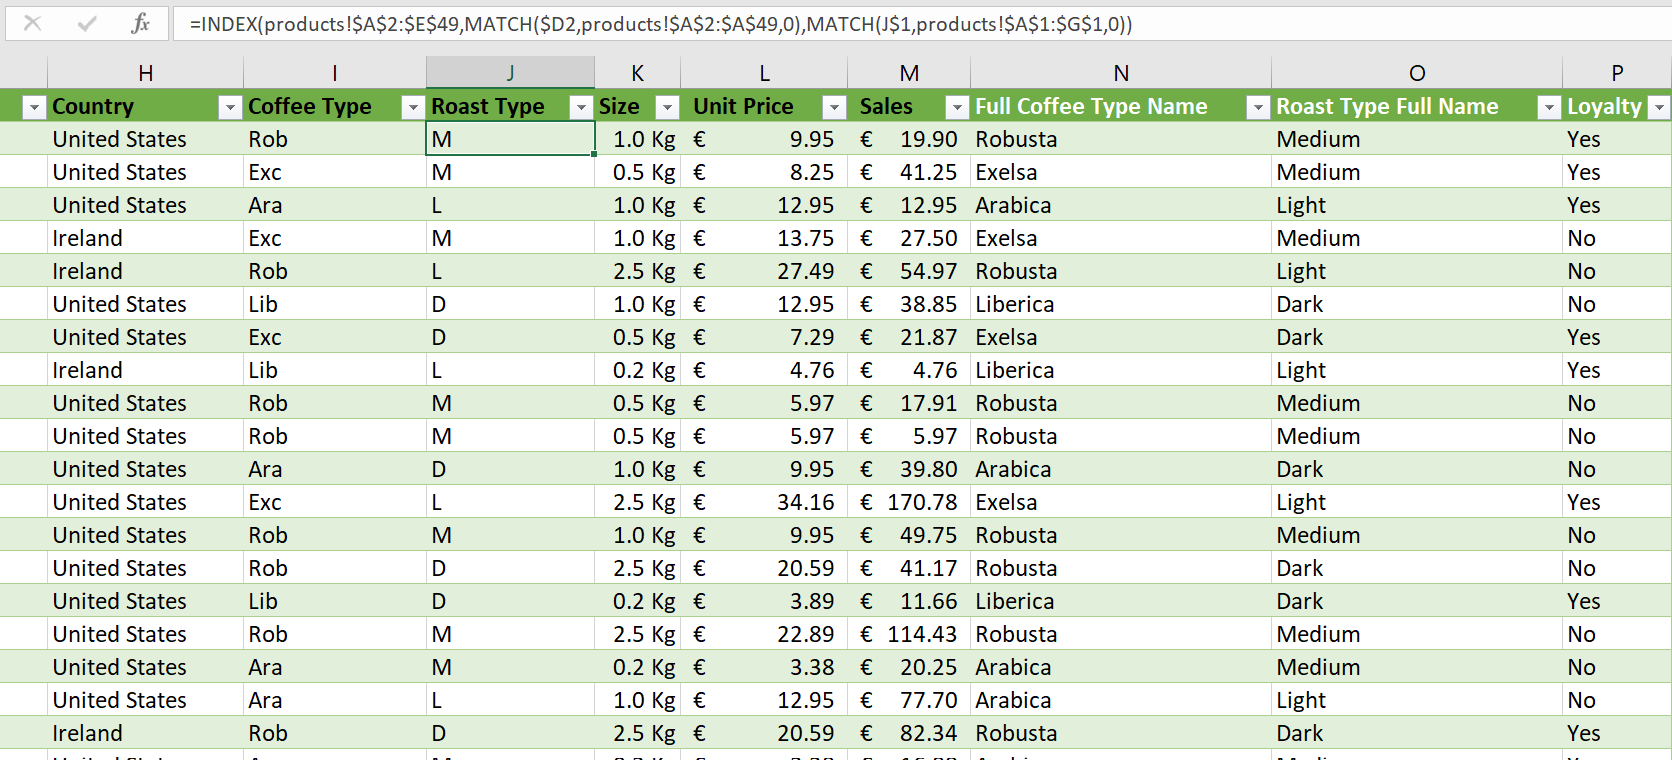 fx =INDEX(products!$A$2:$E$49,MATCH($D2,products!$A$2:$A$49,0),MATCH(J$1,products!$A$1:$G$1,0))
H I J K L M N O P
Country Coffee Type Roast Type Size Unit Price Sales Full Coffee Type Name Roast Type Full Name Loyalty
United States Rob M 1.0 Kg € 9.95 € 19.90 Robusta Medium Yes
United States Exc M 0.5 Kg € 8.25 € 41.25 Exelsa Medium Yes
United States Ara L 1.0 Kg € 12.95 € 12.95 Arabica Light Yes
Ireland Exc M 1.0 Kg € 13.75 € 27.50 Exelsa Medium No
Ireland Rob L 2.5 Kg € 27.49 € 54.97 Robusta Light No
United States Lib D 1.0 Kg € 12.95 € 38.85 Liberica Dark No
United States Exc D 0.5 Kg € 7.29 € 21.87 Exelsa Dark Yes
Ireland Lib L 0.2 Kg € 4.76 € 4.76 Liberica Light Yes
United States Rob M 0.5 Kg € 5.97 € 17.91 Robusta Medium No
United States Rob M 0.5 Kg € 5.97 € 5.97 Robusta Medium No
United States Ara D 1.0 Kg € 9.95 € 39.80 Arabica Dark No
United States Exc L 2.5 Kg € 34.16 € 170.78 Exelsa Light Yes
United States Rob M 1.0 Kg € 9.95 € 49.75 Robusta Medium No
United States Rob D 2.5 Kg € 20.59 € 41.17 Robusta Dark No
United States Lib D 0.2 Kg € 3.89 € 11.66 Liberica Dark Yes
United States Rob M 2.5 Kg € 22.89 € 114.43 Robusta Medium No
United States Ara M 0.2 Kg € 3.38 € 20.25 Arabica Medium No
United States Ara L 1.0 Kg € 12.95 € 77.70 Arabica Light No
Ireland Rob D 2.5 Kg € 20.59 € 82.34 Robusta Dark Yes